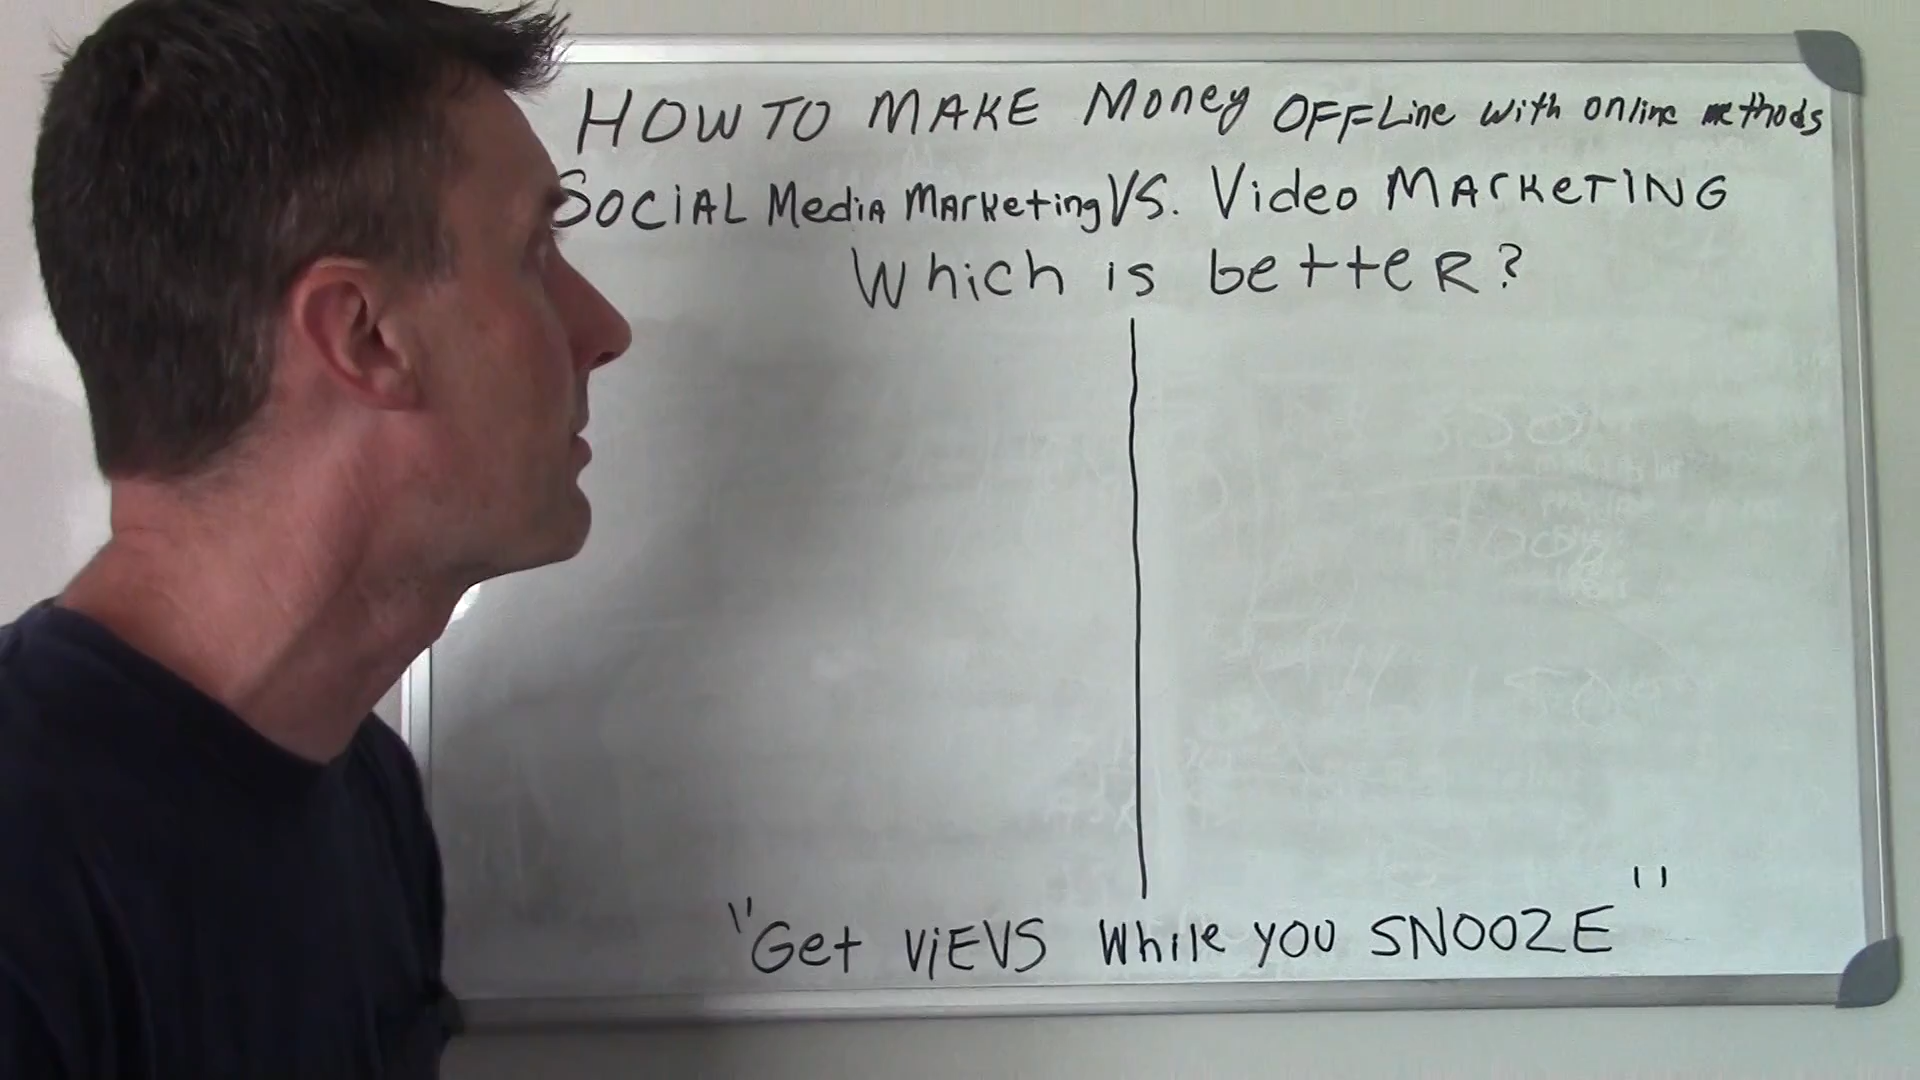 HOW TO MAKE Money OFFLine with online methods
SOCiAL MediA MArketing VS. Video MARKETING
Which is betteR?
"Get ViEVS While you SNOOZE"